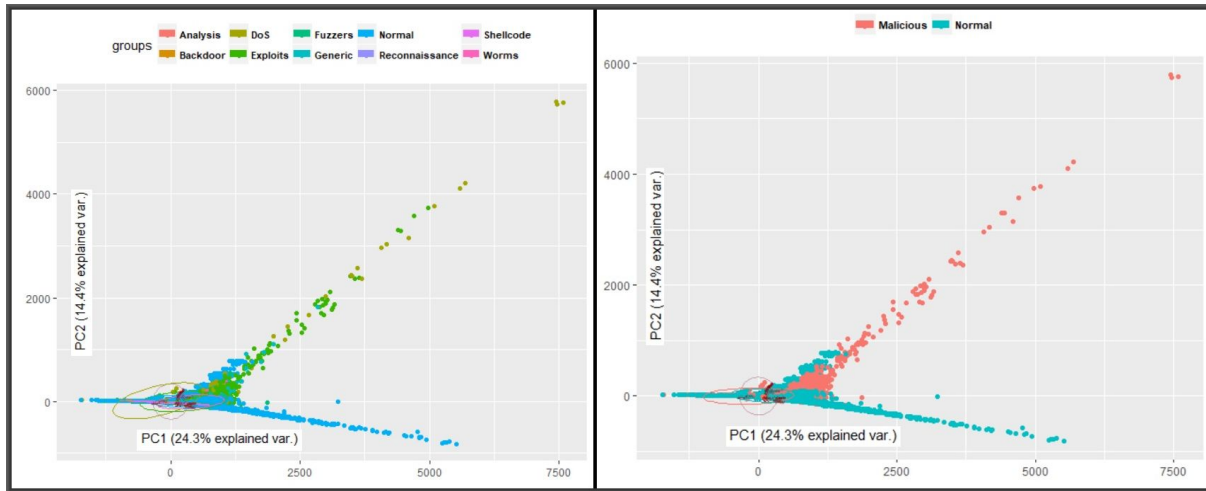 groups
Analysis DoS Fuzzers Normal Shellcode
Backdoor Exploits Generic Reconnaissance Worms
6000
4000
2000
0
PC2 (14.4% explained var.)
PC1 (24.3% explained var.)
0 2500 5000 7500
Malicious Normal
6000
4000
2000
0
PC2 (14.4% explained var.)
PC1 (24.3% explained var.)
0 2500 5000 7500